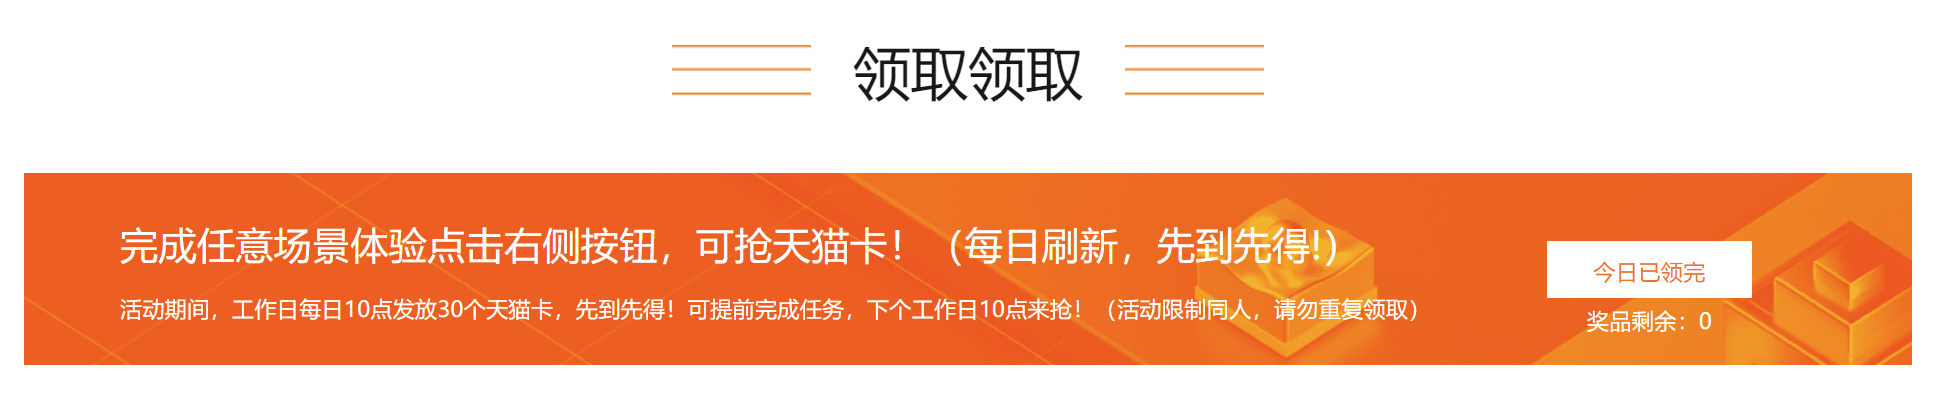 领取领取
完成任意场景体验点击右侧按钮，可抢天猫卡！（每日刷新，先到先得!）
活动期间，工作日每日10点发放30个天猫卡，先到先得！可提前完成任务，下个工作日10点来抢！（活动限制同人，请勿重复领取）
今日已领完
奖品剩余：0